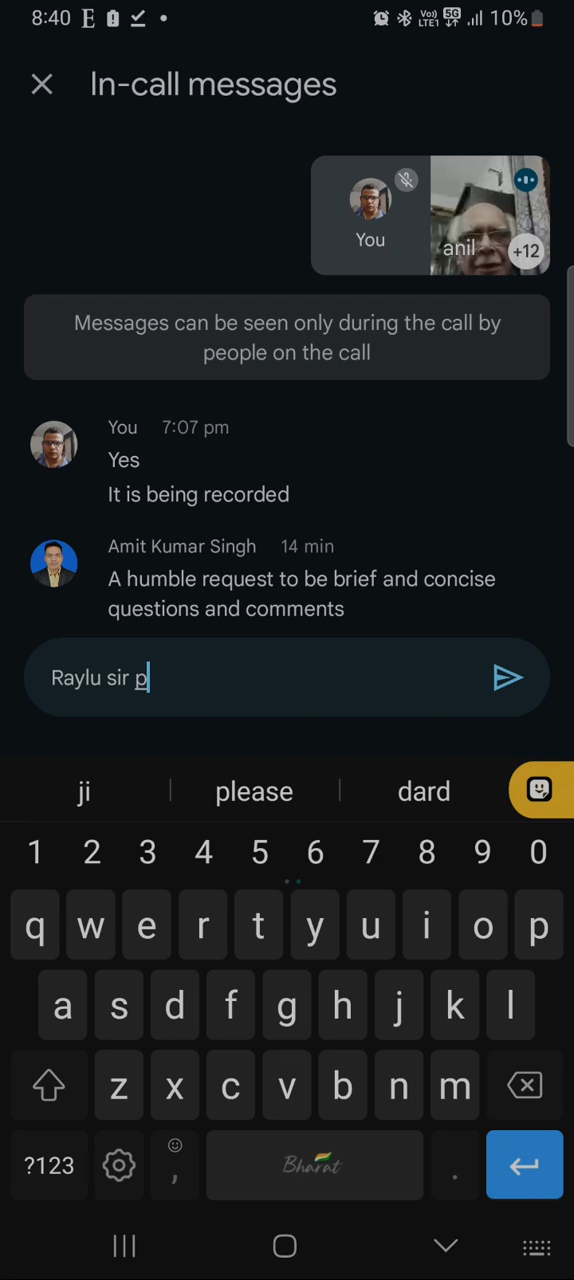 8:40 E Vo) LTE1 5G 10%
In-call messages
You
anil
+12
Messages can be seen only during the call by
people on the call
You 7:07 pm
Yes
It is being recorded
Amit Kumar Singh 14 min
A humble request to be brief and concise
questions and comments
Raylu sir p
ji please dard
1 2 3 4 5 6 7 8 9 0
q w e r t y u i o p
a s d f g h j k l
z x c v b n m
?123 , Bharat .